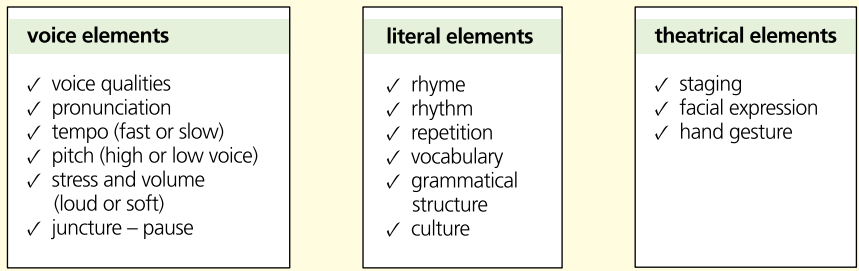 voice elements
✓ voice qualities
✓ pronunciation
✓ tempo (fast or slow)
✓ pitch (high or low voice)
✓ stress and volume
(loud or soft)
✓ juncture – pause
literal elements
✓ rhyme
✓ rhythm
✓ repetition
✓ vocabulary
✓ grammatical
structure
✓ culture
theatrical elements
✓ staging
✓ facial expression
✓ hand gesture